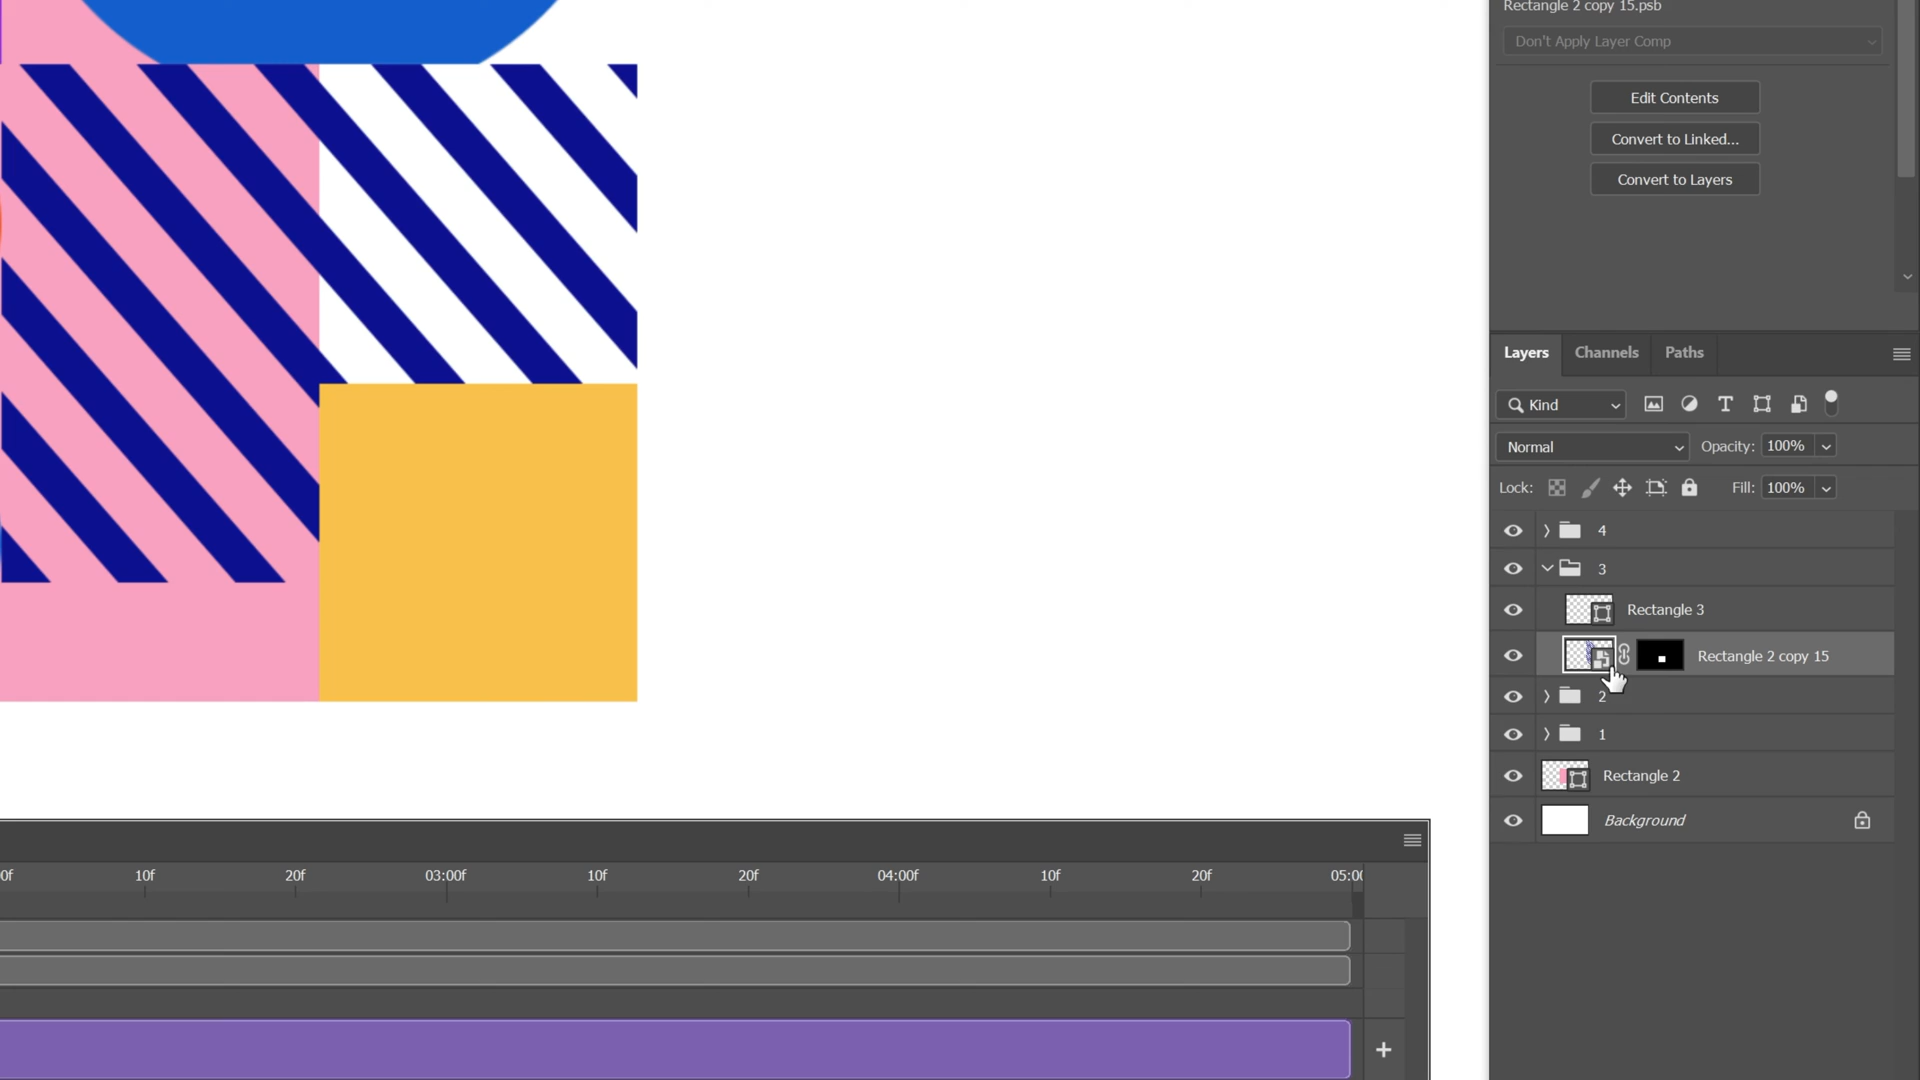 Rectangle 2 copy 15.psb
Don't Apply Layer Comp
Edit Contents
Convert to Linked...
Convert to Layers
Layers Channels Paths
Kind
Normal Opacity: 100%
Lock: Fill: 100%
4
3
Rectangle 3
Rectangle 2 copy 15
2
1
Rectangle 2
Background
0f 10f 20f 03:00f 10f 20f 04:00f 10f 20f 05:00